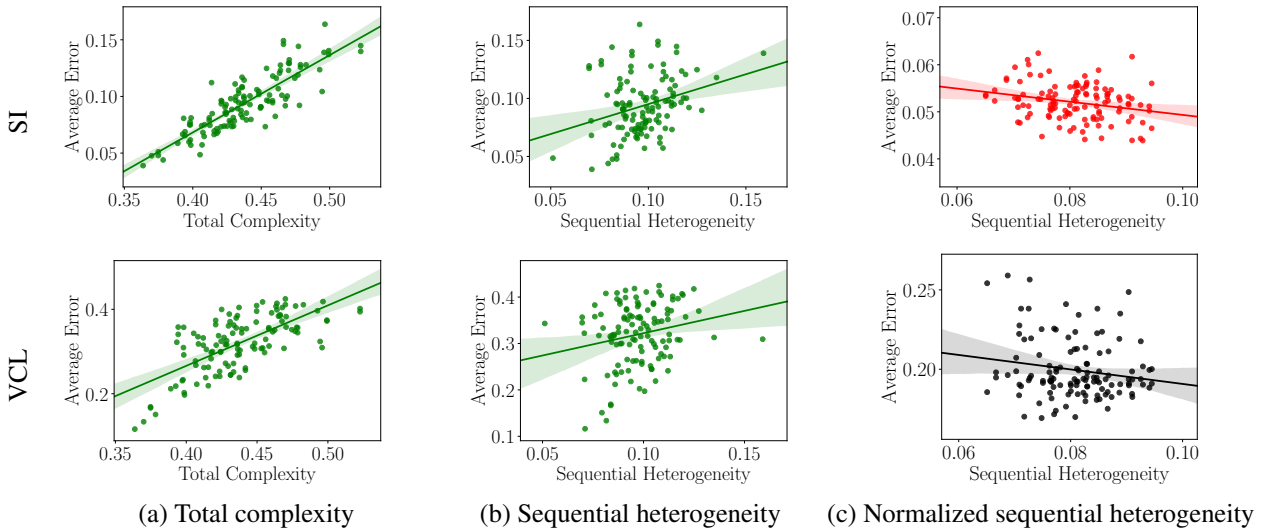 SI
Average Error
0.15
0.10
0.05
0.35 0.40 0.45 0.50
Total Complexity
Average Error
0.15
0.10
0.05
0.05 0.10 0.15
Sequential Heterogeneity
Average Error
0.07
0.06
0.05
0.04
0.06 0.08 0.10
Sequential Heterogeneity
VCL
Average Error
0.4
0.2
0.35 0.40 0.45 0.50
Total Complexity
Average Error
0.4
0.3
0.2
0.1
0.05 0.10 0.15
Sequential Heterogeneity
Average Error
0.25
0.20
0.06 0.08 0.10
Sequential Heterogeneity
(a) Total complexity
(b) Sequential heterogeneity
(c) Normalized sequential heterogeneity